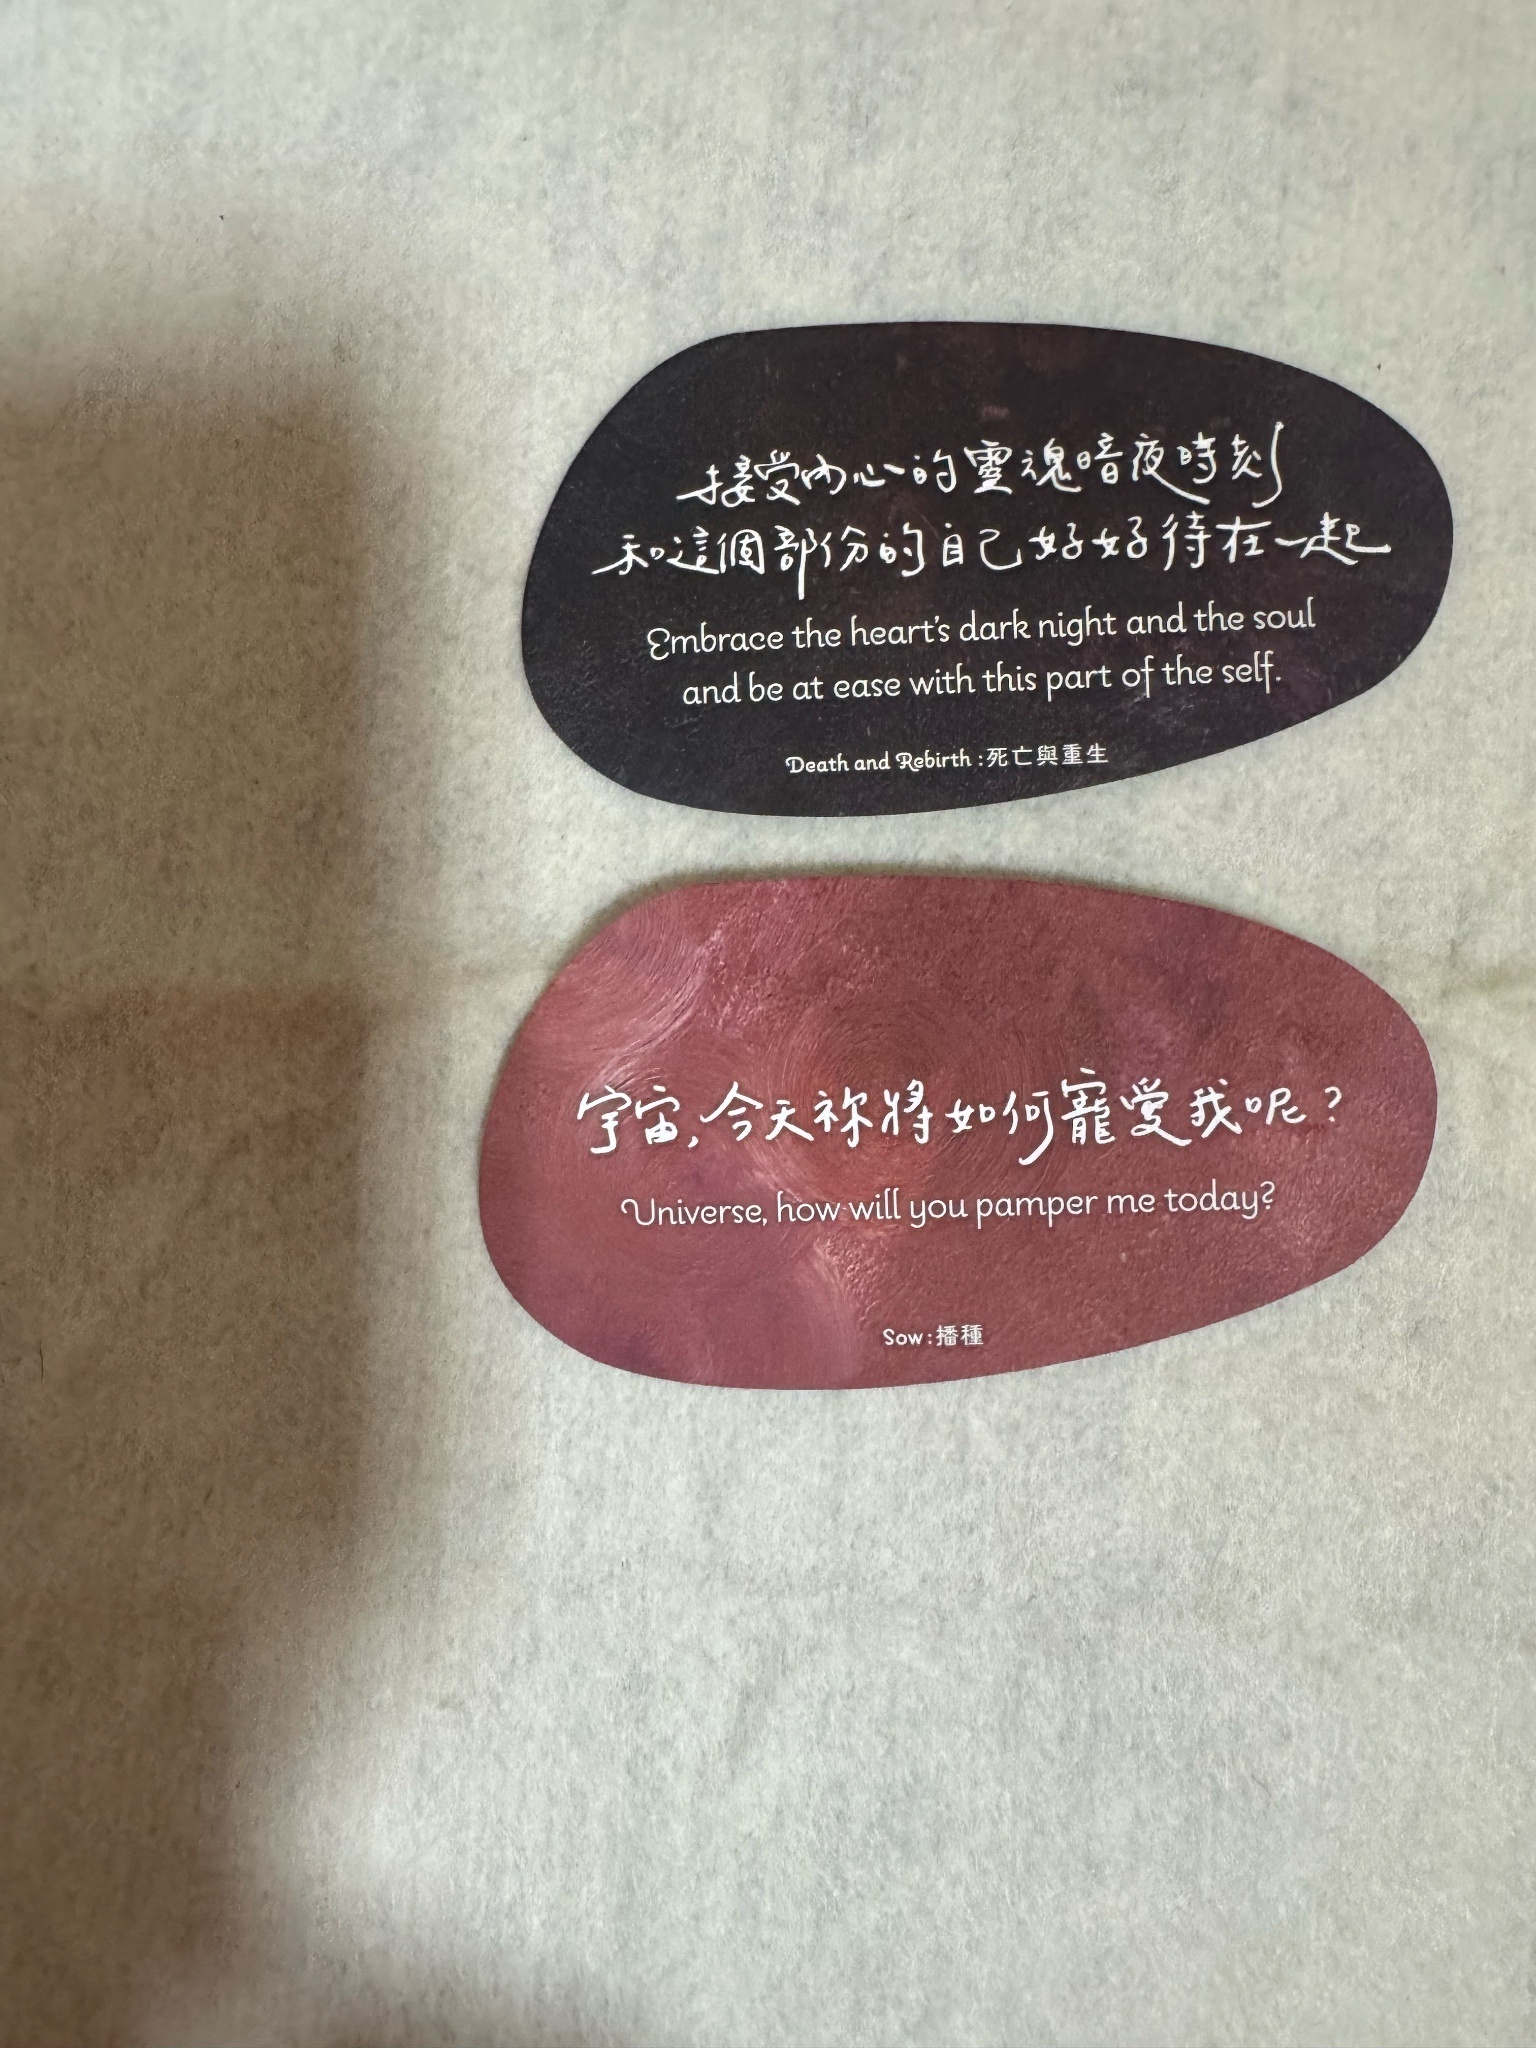 接受內心的靈魂暗夜時刻
和這個部份的自己好好待在一起
Embrace the heart's dark night and the soul
and be at ease with this part of the self.
Death and Rebirth :死亡與重生
宇宙,今天祢將如何寵愛我呢?
Universe, how will you pamper me today?
Sow:播種